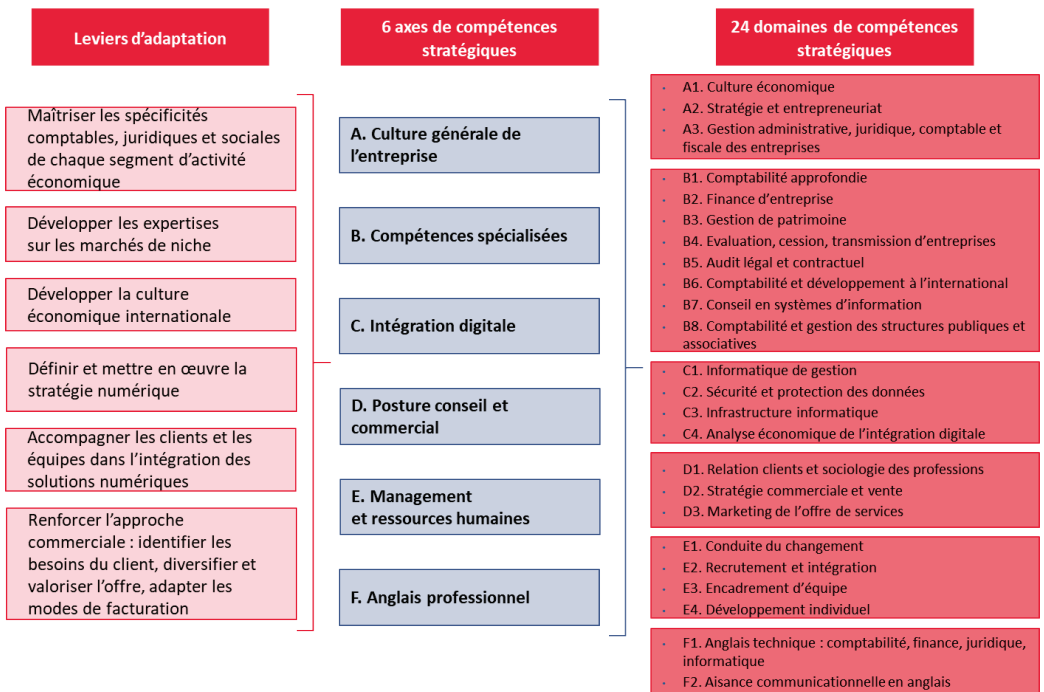 Leviers d'adaptation
Maîtriser les spécificités
comptables, juridiques et sociales
de chaque segment d'activité
économique
Développer les expertises
sur les marchés de niche
Développer la culture
économique internationale
Définir et mettre en œuvre la
stratégie numérique
Accompagner les clients et les
équipes dans l'intégration des
solutions numériques
Renforcer l'approche
commerciale : identifier les
besoins du client, diversifier et
valoriser l'offre, adapter les
modes de facturation
6 axes de compétences
stratégiques
A. Culture générale de
l'entreprise
B. Compétences spécialisées
C. Intégration digitale
D. Posture conseil et
commercial
E. Management
et ressources humaines
F. Anglais professionnel
24 domaines de compétences
stratégiques
• A1. Culture économique
• A2. Stratégie et entrepreneuriat
• A3. Gestion administrative, juridique, comptable et
fiscale des entreprises
• B1. Comptabilité approfondie
• B2. Finance d'entreprise
• B3. Gestion de patrimoine
• B4. Evaluation, cession, transmission d'entreprises
• B5. Audit légal et contractuel
• B6. Comptabilité et développement à l'international
• B7. Conseil en systèmes d'information
• B8. Comptabilité et gestion des structures publiques et
associatives
• C1. Informatique de gestion
• C2. Sécurité et protection des données
• C3. Infrastructure informatique
• C4. Analyse économique de l'intégration digitale
• D1. Relation clients et sociologie des professions
• D2. Stratégie commerciale et vente
• D3. Marketing de l'offre de services
• E1. Conduite du changement
• E2. Recrutement et intégration
• E3. Encadrement d'équipe
• E4. Développement individuel
• F1. Anglais technique : comptabilité, finance, juridique,
informatique
• F2. Aisance communicationnelle en anglais